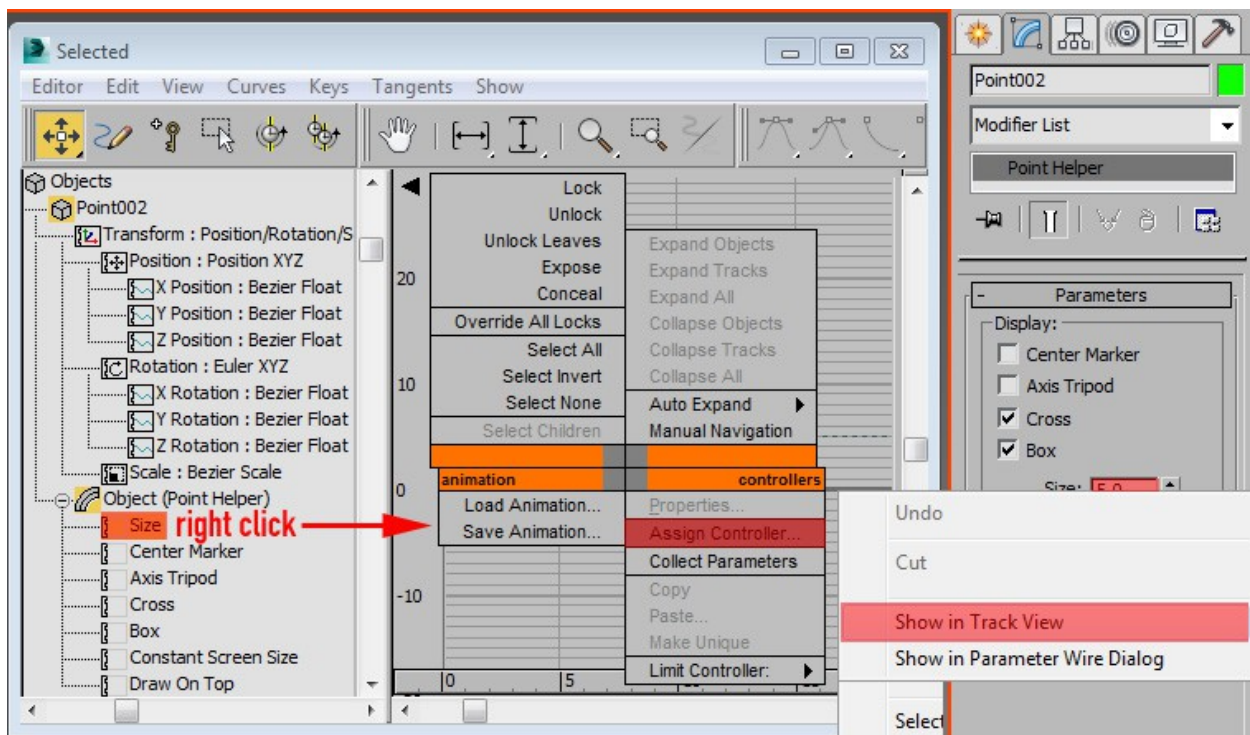 Selected
Editor Edit View Curves Keys Tangents Show
Objects
Point002
Transform : Position/Rotation/S
Position : Position XYZ
X Position : Bezier Float
Y Position : Bezier Float
Z Position : Bezier Float
Rotation : Euler XYZ
X Rotation : Bezier Float
Y Rotation : Bezier Float
Z Rotation : Bezier Float
Scale : Bezier Scale
Object (Point Helper)
Size right click
Center Marker
Axis Tripod
Cross
Box
Constant Screen Size
Draw On Top
20
10
0
-10
0 5
Lock
Unlock
Unlock Leaves
Expose
Conceal
Override All Locks
Select All
Select Invert
Select None
Select Children
Expand Objects
Expand Tracks
Expand All
Collapse Objects
Collapse Tracks
Collapse All
Auto Expand
Manual Navigation
animation controllers
Load Animation...
Save Animation...
Properties...
Assign Controller...
Collect Parameters
Copy
Paste...
Make Unique
Limit Controller:
Point002
Modifier List
Point Helper
- Parameters
Display:
Center Marker
Axis Tripod
Cross
Box
Size: 5.0
Undo
Cut
Show in Track View
Show in Parameter Wire Dialog
Select